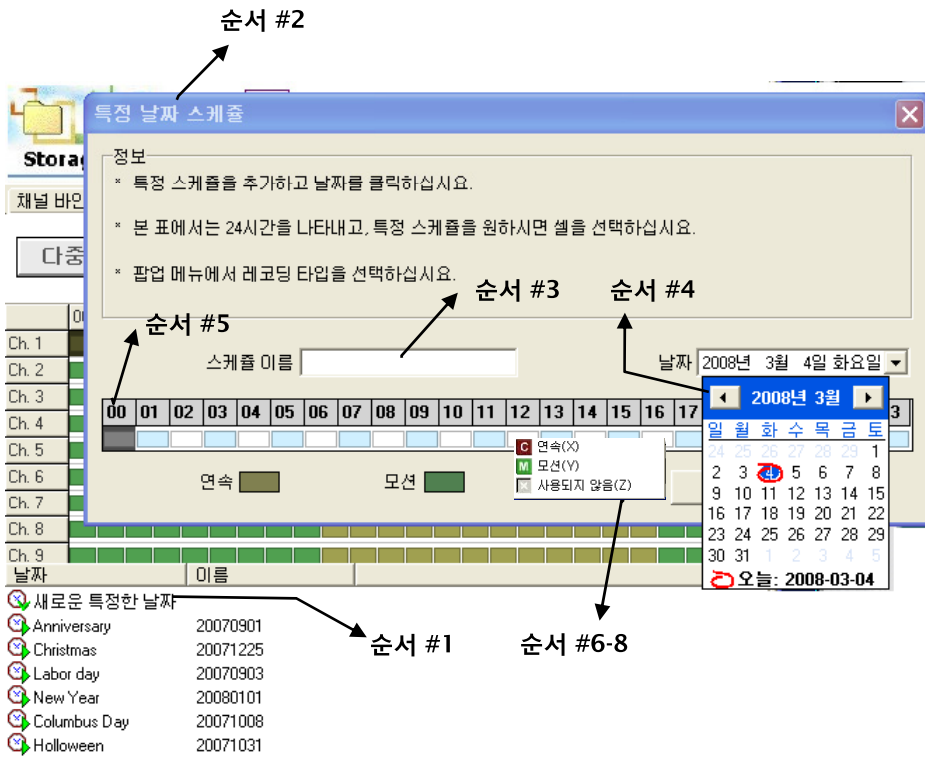 순서 #2
특정 날짜 스케쥴
Stora
정보
* 특정 스케쥴을 추가하고 날짜를 클릭하십시요.
채널 바인
* 본 표에서는 24시간을 나타내고, 특정 스케쥴을 원하시면 셀을 선택하십시요.
다중
* 팝업 메뉴에서 레코딩 타입을 선택하십시요.
순서 #3
순서 #4
순서 #5
Ch. 1
스케쥴 이름
날짜 2008년 3월 4일 화요일
Ch. 2
Ch. 3
2008년 3월
00 01 02 03 04 05 06 07 08 09 10 11 12 13 14 15 16 17 3
Ch. 4
일 월 화 수 목 금 토
24 25 26 27 28 29 1
C 연속(X)
Ch. 5
M 모션(Y)
2 3 4 5 6 7 8
Ch. 6
연속
모션
사용되지 않음(Z)
9 10 11 12 13 14 15
Ch. 7
16 17 18 19 20 21 22
Ch. 8
23 24 25 26 27 28 29
Ch. 9
30 31 1 2 3 4 5
날짜 이름
오늘: 2008-03-04
새로운 특정한 날짜
순서 #1
순서 #6-8
Anniversary 20070901
Christmas 20071225
Labor day 20070903
New Year 20080101
Columbus Day 20071008
Holloween 20071031